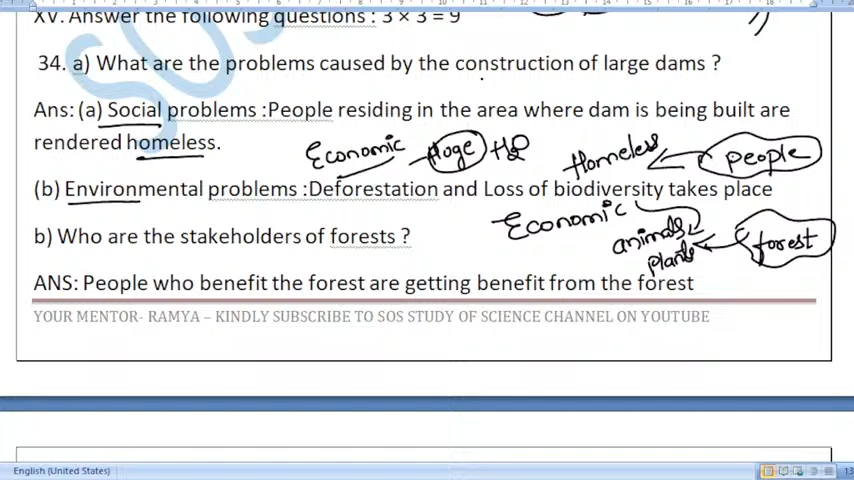 XV. Answer the following questions : 3 × 3 = 9
34. a) What are the problems caused by the construction of large dams ?
Ans: (a) Social problems :People residing in the area where dam is being built are
rendered homeless.
Economic
Huge
Homeless
people
(b) Environmental problems :Deforestation and Loss of biodiversity takes place
Economic
animals
plants
forest
b) Who are the stakeholders of forests ?
ANS: People who benefit the forest are getting benefit from the forest
YOUR MENTOR- RAMYA – KINDLY SUBSCRIBE TO SOS STUDY OF SCIENCE CHANNEL ON YOUTUBE
English (United States)